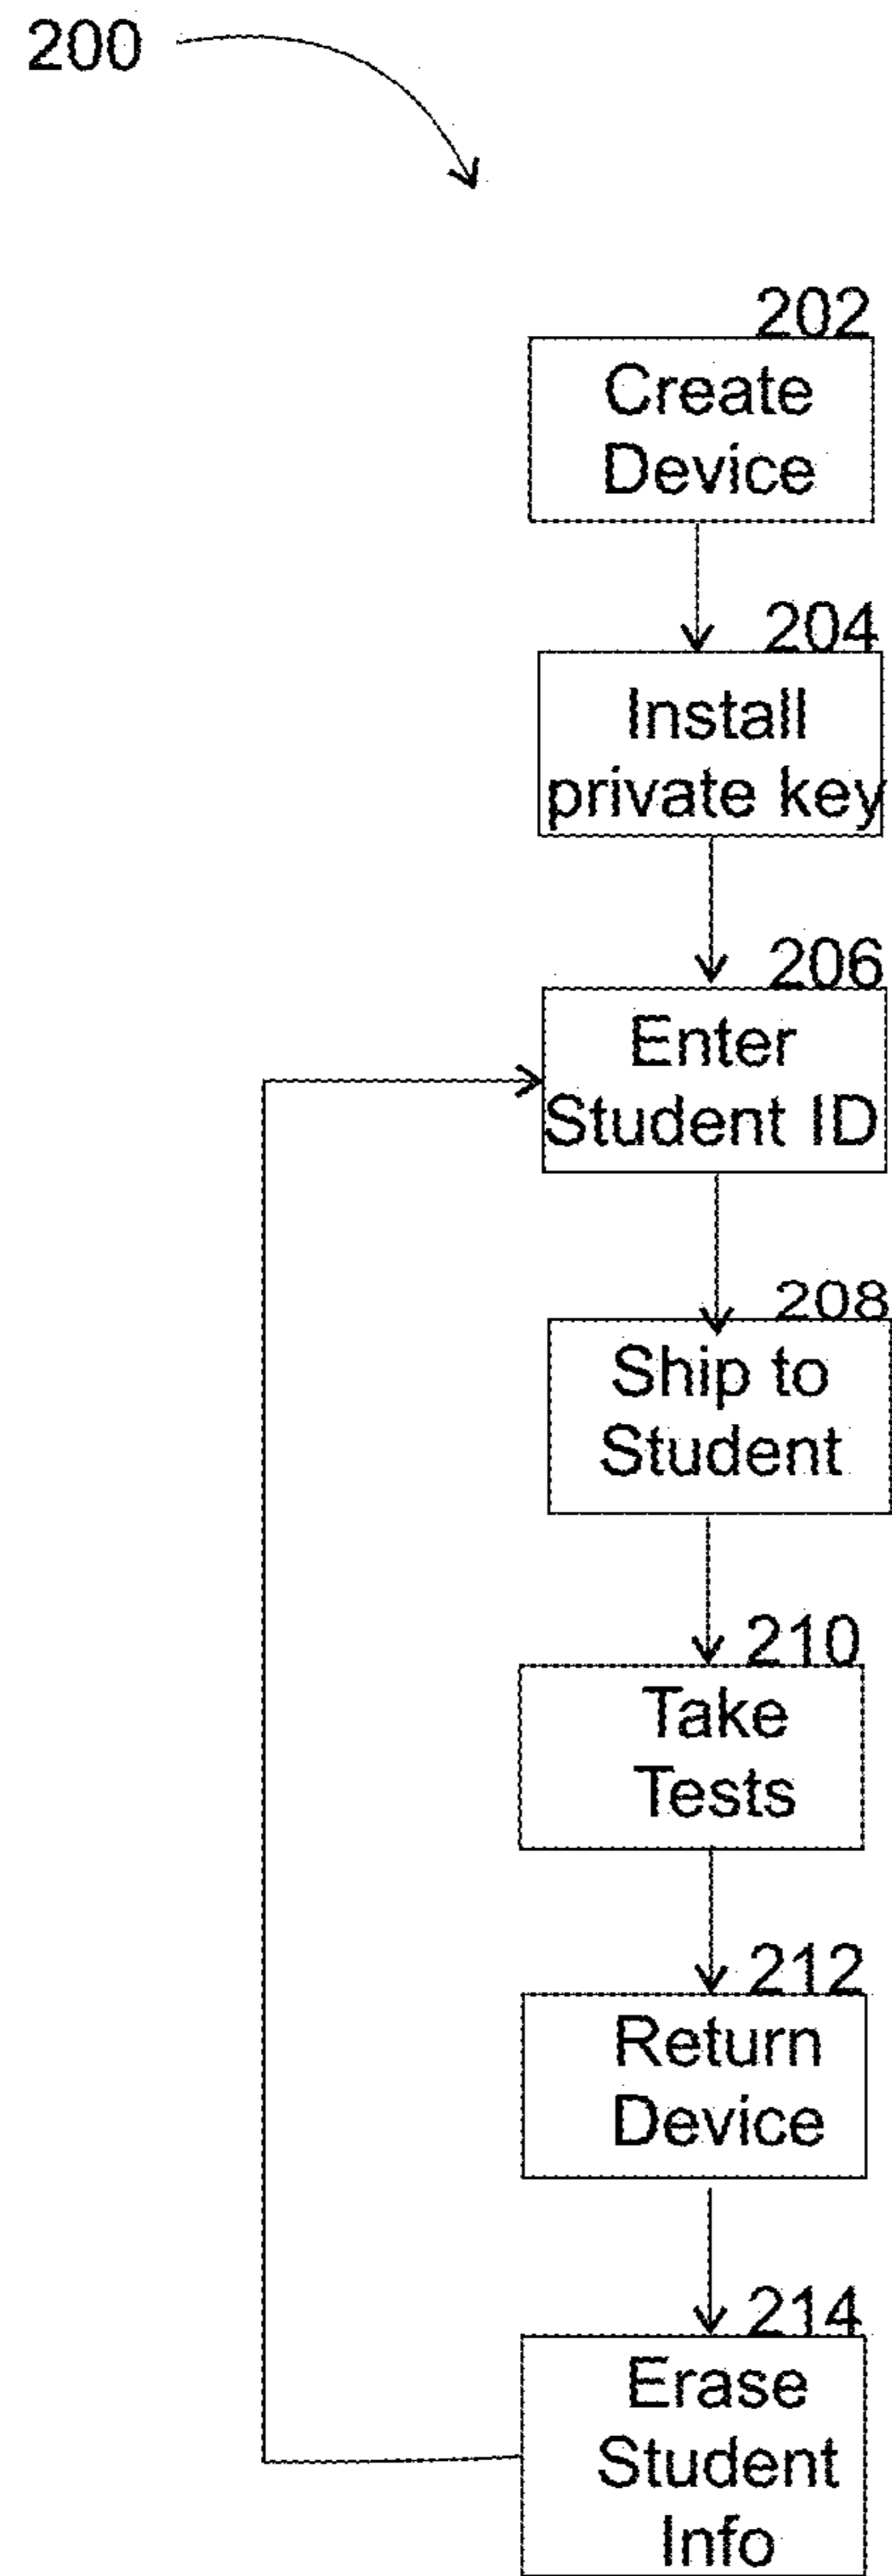 200
202
Create
Device
204
Install
private key
206
Enter
Student ID
208
Ship to
Student
210
Take
Tests
212
Return
Device
214
Erase
Student
Info